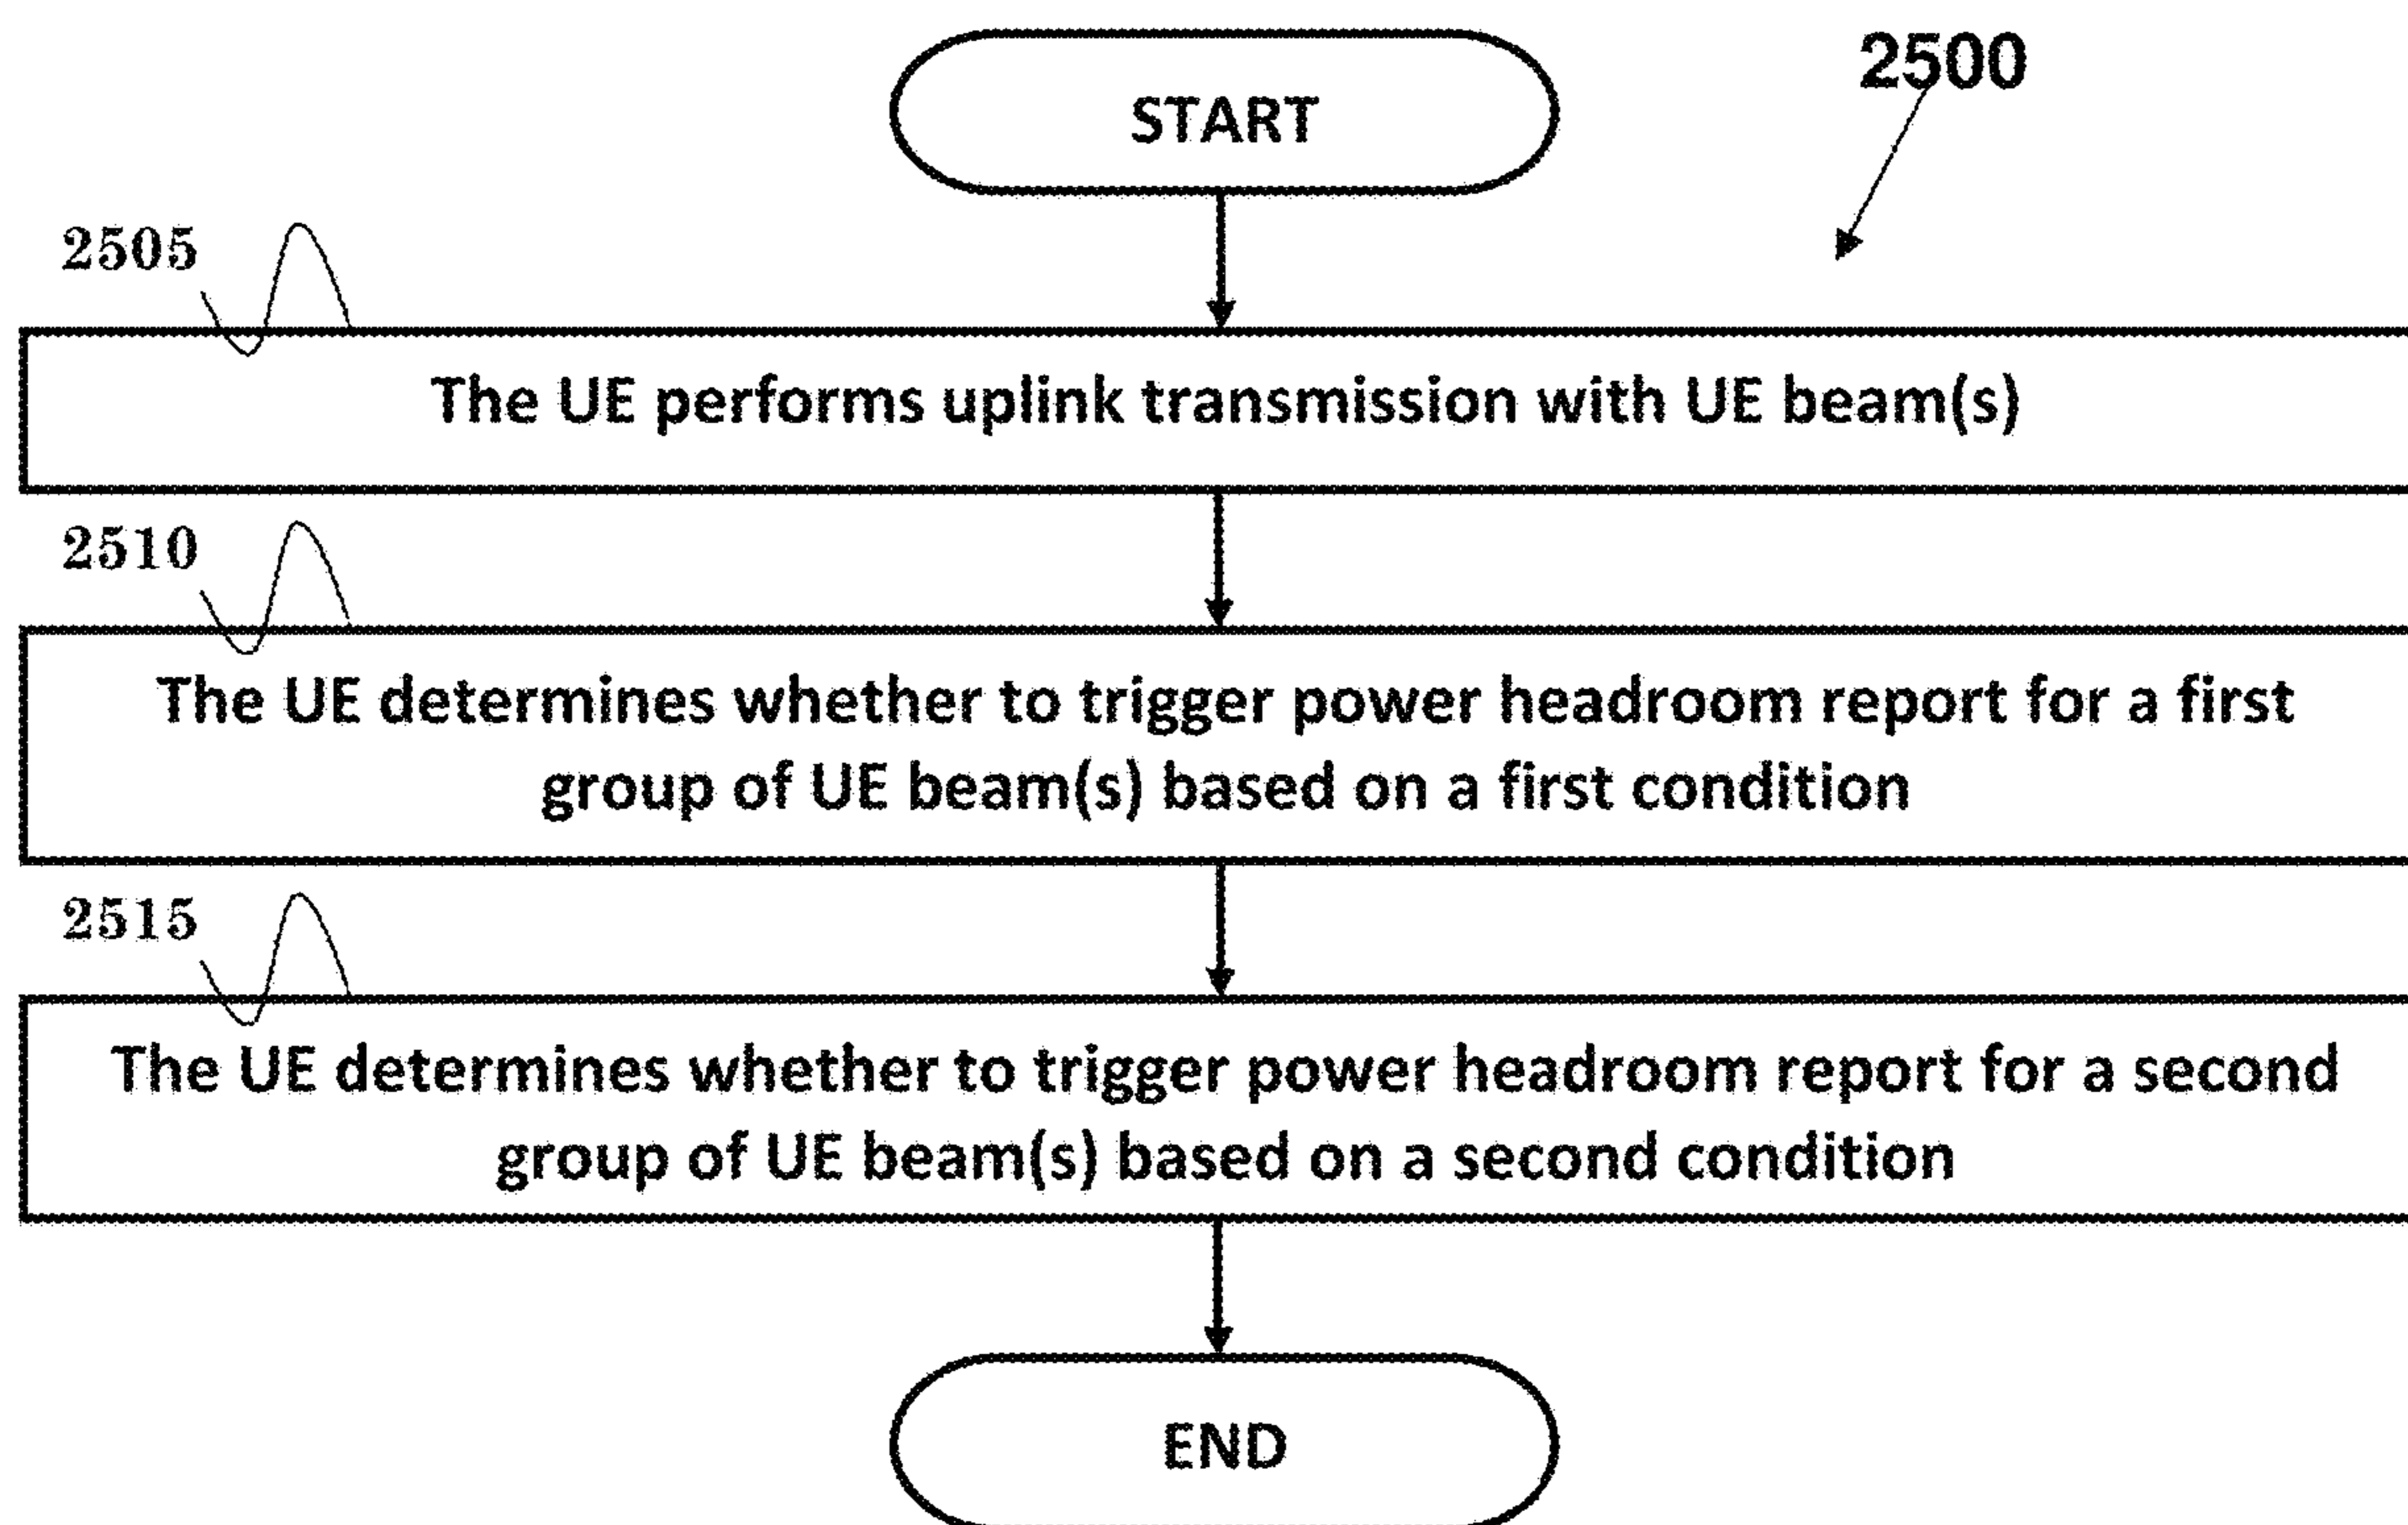 START
2500
2505
The UE performs uplink transmission with UE beam(s)
2510
The UE determines whether to trigger power headroom report for a first
group of UE beam(s) based on a first condition
2515
The UE determines whether to trigger power headroom report for a second
group of UE beam(s) based on a second condition
END